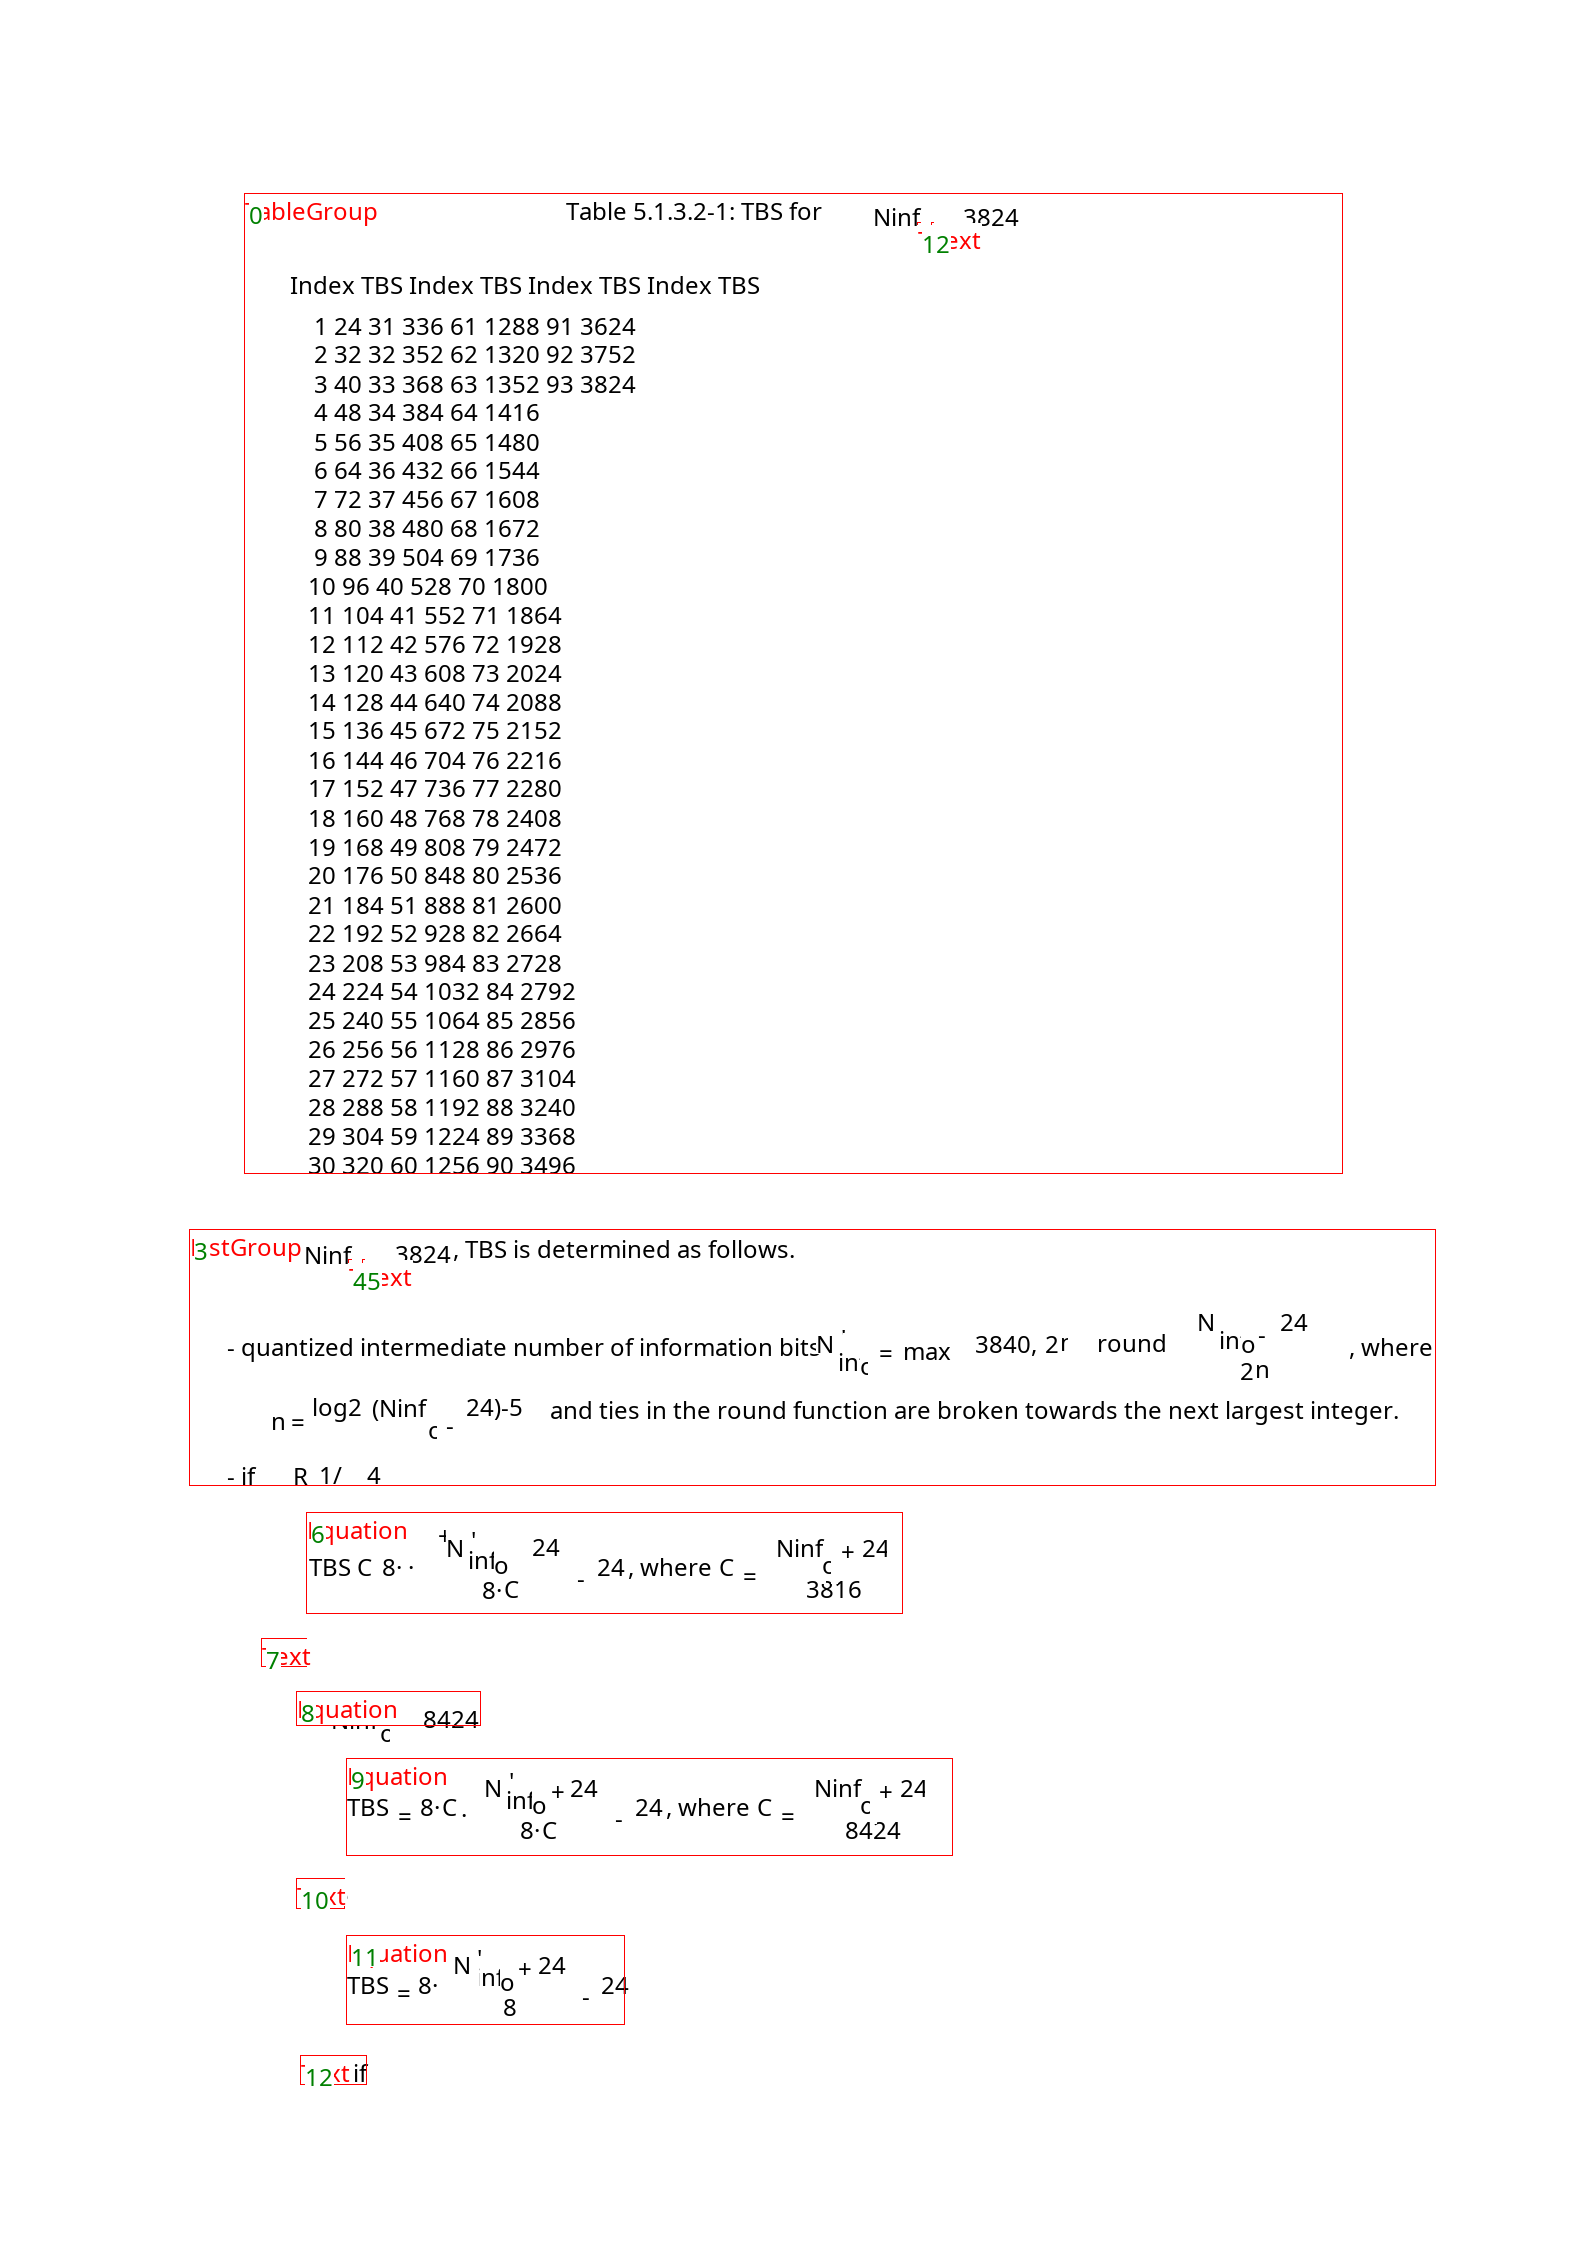 TableGroup Table 5.1.3.2-1: TBS for Ninf 3824
0
12 ext
Index TBS Index TBS Index TBS Index TBS
1 24 31 336 61 1288 91 3624
2 32 32 352 62 1320 92 3752
3 40 33 368 63 1352 93 3824
4 48 34 384 64 1416
5 56 35 408 65 1480
6 64 36 432 66 1544
7 72 37 456 67 1608
8 80 38 480 68 1672
9 88 39 504 69 1736
10 96 40 528 70 1800
11 104 41 552 71 1864
12 112 42 576 72 1928
13 120 43 608 73 2024
14 128 44 640 74 2088
15 136 45 672 75 2152
16 144 46 704 76 2216
17 152 47 736 77 2280
18 160 48 768 78 2408
19 168 49 808 79 2472
20 176 50 848 80 2536
21 184 51 888 81 2600
22 192 52 928 82 2664
23 208 53 984 83 2728
24 224 54 1032 84 2792
25 240 55 1064 85 2856
26 256 56 1128 86 2976
27 272 57 1160 87 3104
28 288 58 1192 88 3240
29 304 59 1224 89 3368
30 320 60 1256 90 3496
3 stGroup Ninf 3824, TBS is determined as follows.
45 ext
- quantized intermediate number of information bits N ' info = max 3840, 2n round N info - 24 , where
2n
n = log2 (Ninf o - 24)-5 and ties in the round function are broken towards the next largest integer.
- if R 1/ 4
6 quation
TBS C 8· · N ' info + 24 - 24, where C = Ninf o + 24
8·C 3816
7 ext
8 quation
Ninf o 8424
9 quation
TBS = 8·C. N ' info + 24 - 24, where C = Ninf o + 24
8·C 8424
10 xt
11 uation
TBS = 8· N ' info + 24 - 24
8
12 xt if